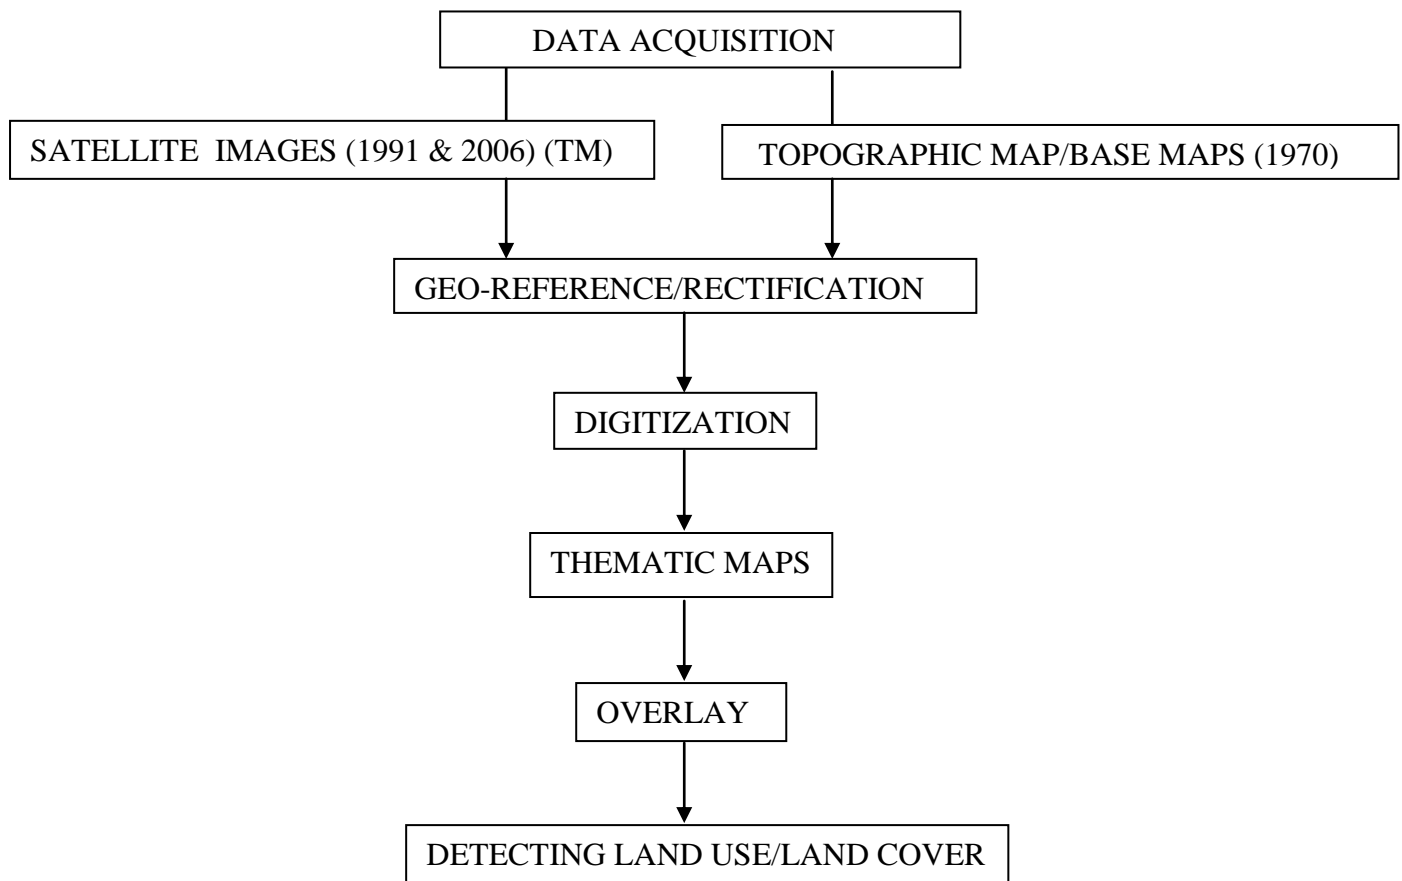 DATA ACQUISITION
SATELLITE IMAGES (1991 & 2006) (TM)
TOPOGRAPHIC MAP/BASE MAPS (1970)
GEO-REFERENCE/RECTIFICATION
DIGITIZATION
THEMATIC MAPS
OVERLAY
DETECTING LAND USE/LAND COVER